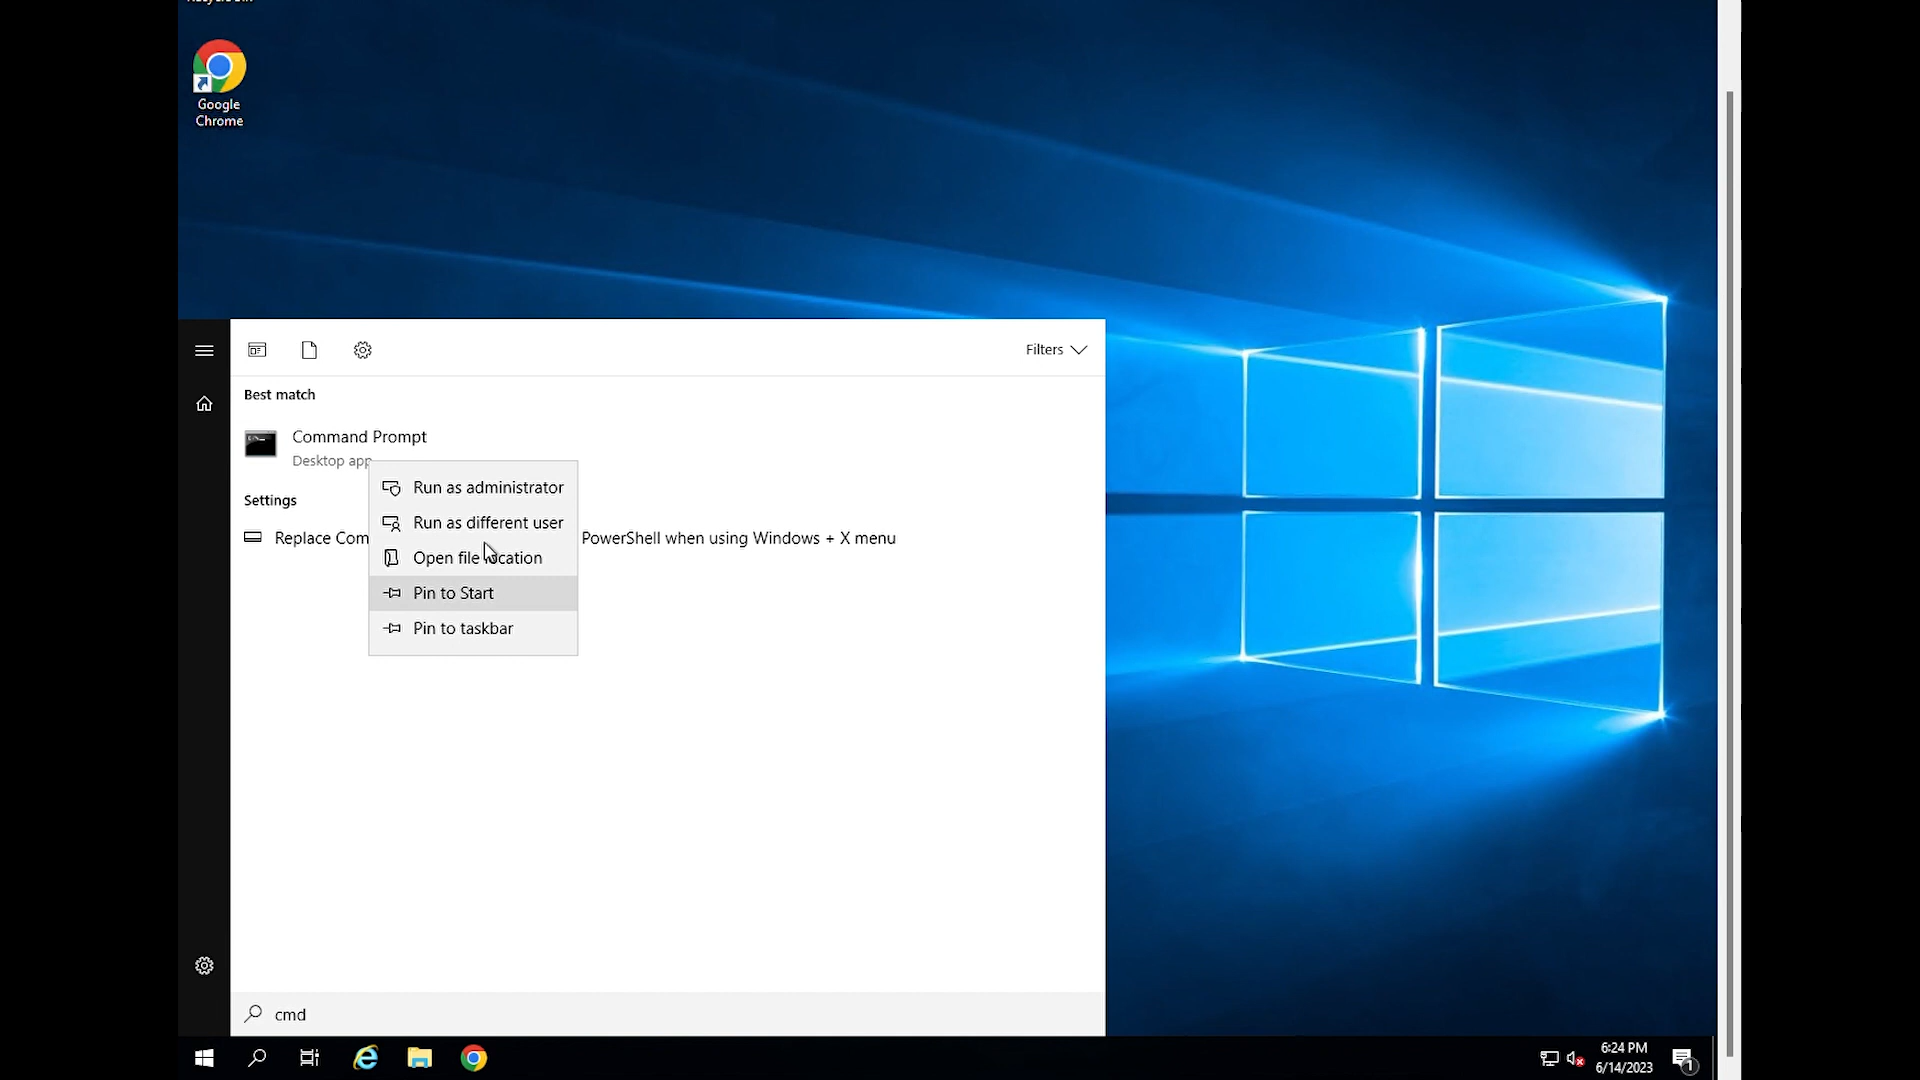 Google
Chrome
Filters
Best match
Command Prompt
Desktop app
Run as administrator
Settings
Run as different user
Replace Com
PowerShell when using Windows + X menu
Open file location
Pin to Start
Pin to taskbar
cmd
6:24 PM
6/14/2023
1